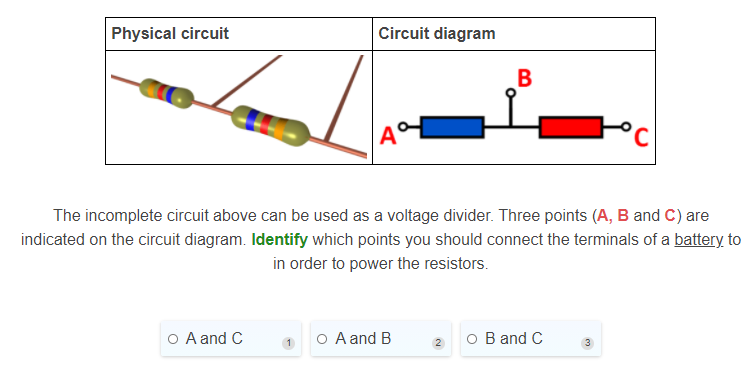 Physical circuit
Circuit diagram
B
A
C
The incomplete circuit above can be used as a voltage divider. Three points (A, B and C) are
indicated on the circuit diagram. Identify which points you should connect the terminals of a battery to
in order to power the resistors.
A and C 1
A and B 2
B and C 3